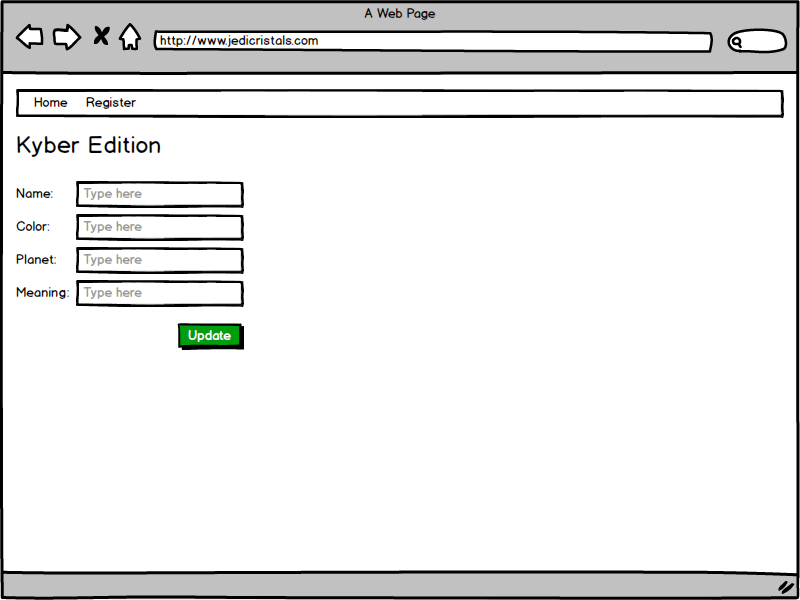 A Web Page
http://www.jedicristals.com
Home Register
Kyber Edition
Name: Type here
Color: Type here
Planet: Type here
Meaning: Type here
Update